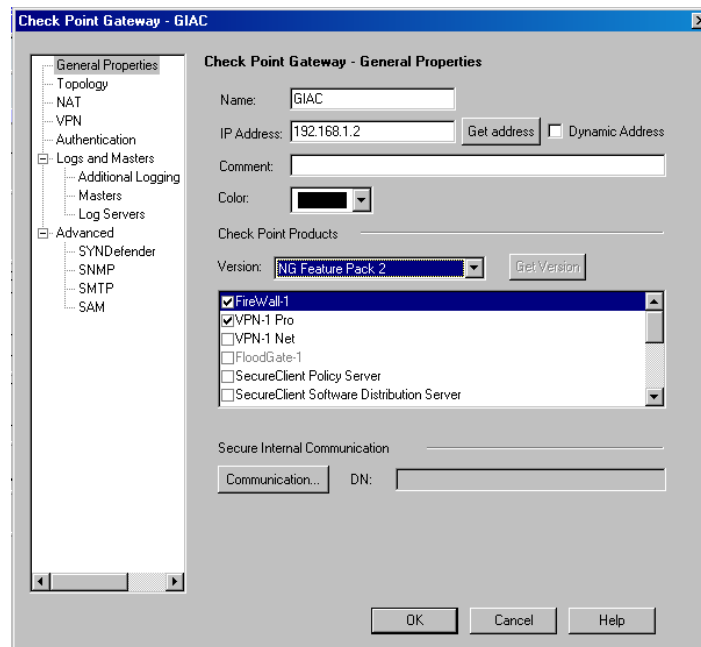 Check Point Gateway - GIAC
General Properties
Topology
NAT
VPN
Authentication
Logs and Masters
Additional Logging
Masters
Log Servers
Advanced
SYNDefender
SNMP
SMTP
SAM
Check Point Gateway - General Properties
Name: GIAC
IP Address: 192.168.1.2 Get address Dynamic Address
Comment:
Color:
Check Point Products
Version: NG Feature Pack 2 Get Version
FireWall-1
VPN-1 Pro
VPN-1 Net
FloodGate-1
SecureClient Policy Server
SecureClient Software Distribution Server
Secure Internal Communication
Communication... DN:
OK Cancel Help